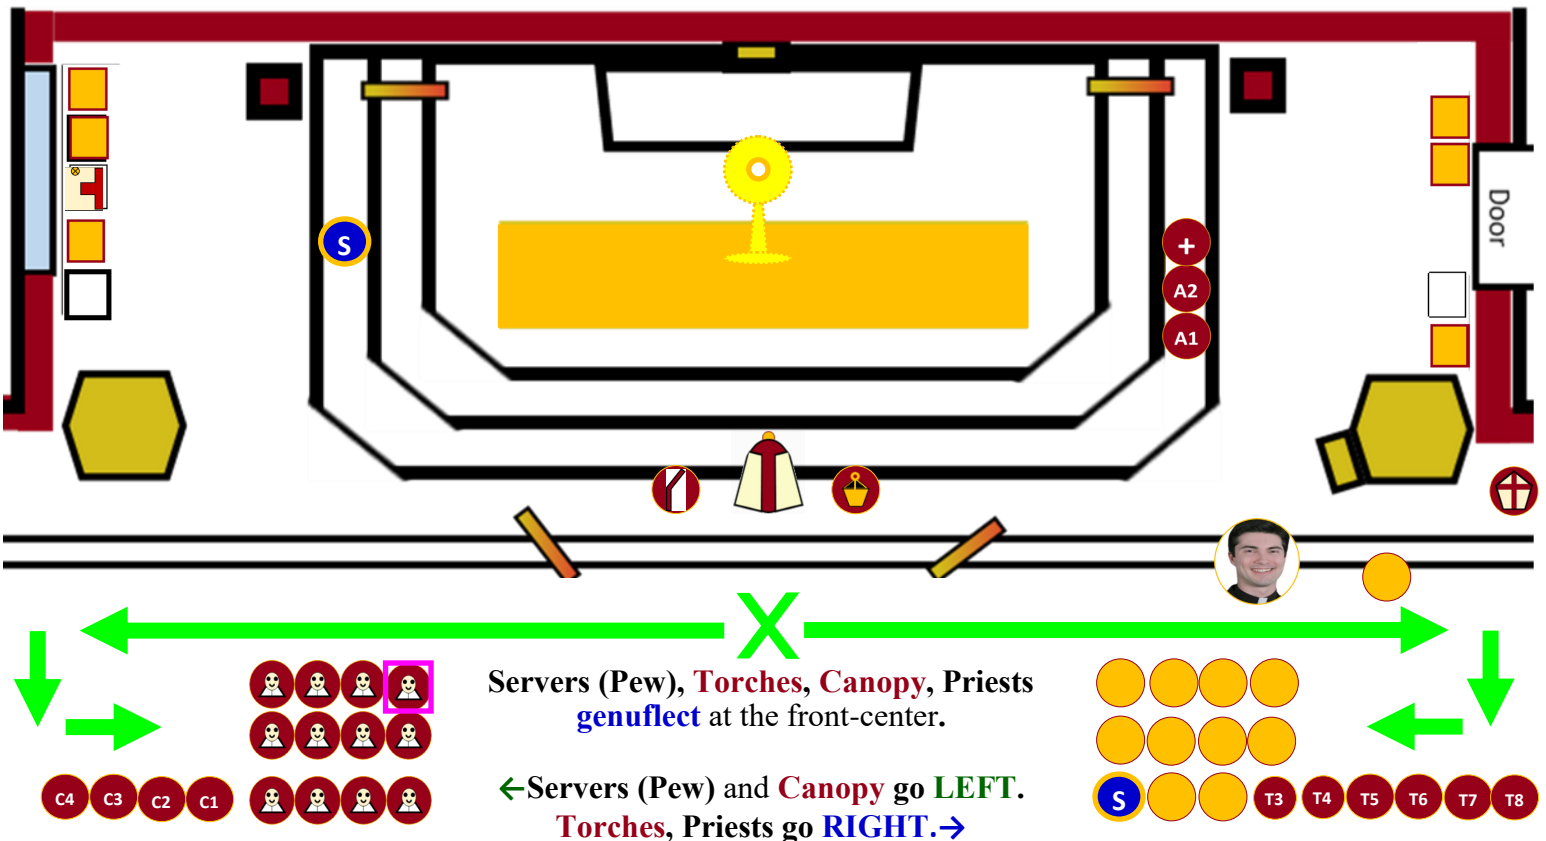 S
+
A2
A1
Door
X
Servers (Pew), Torches, Canopy, Priests
genuflect at the front-center.
←Servers (Pew) and Canopy go LEFT.
Torches, Priests go RIGHT.→
C4 C3 C2 C1
S T3 T4 T5 T6 T7 T8